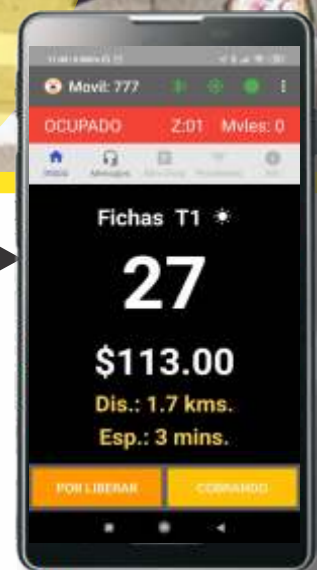 Movil: 777
OCUPADO Z:01 Mvles: 0
Inicio Mensajes
Fichas T1
27
$113.00
Dis.: 1.7 kms.
Esp.: 3 mins.
POR LIBERAR COBRANDO